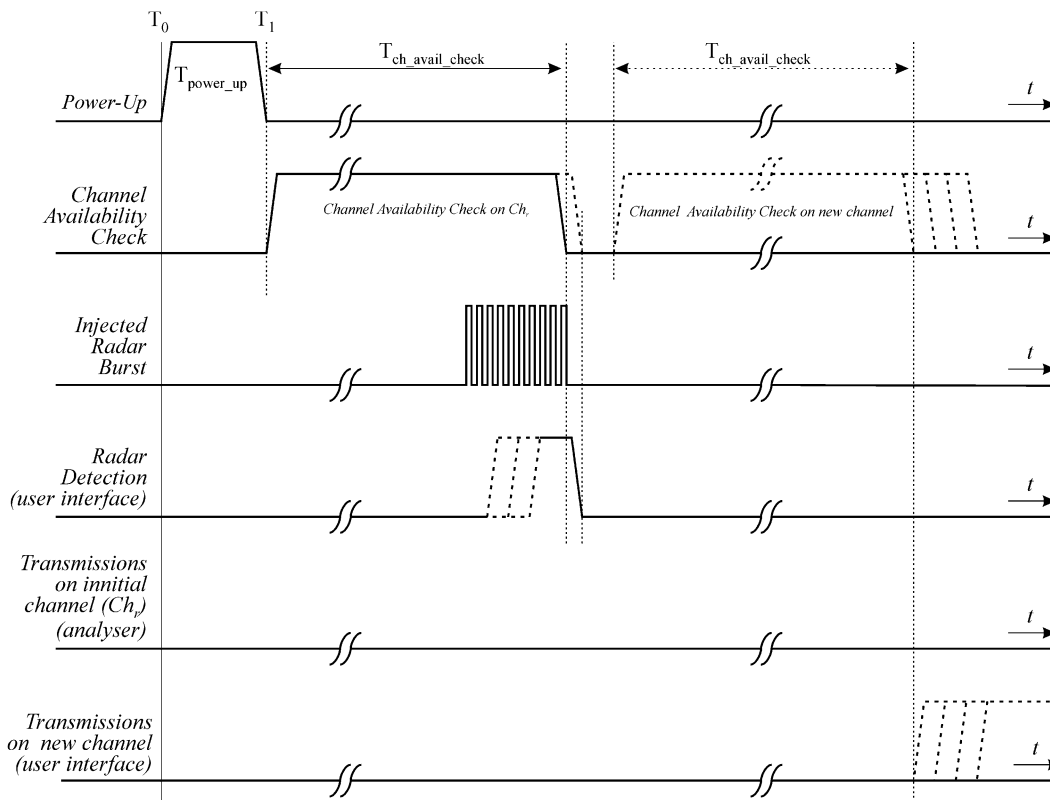 T0 T1
Tch_avail_check Tch_avail_check
Tpower_up
Power-Up
t
Channel
Availability
Check
Channel Availability Check on Chr
Channel Availability Check on new channel
t
Injected
Radar
Burst
t
Radar
Detection
(user interface)
t
Transmissions
on innitial
channel (Chr)
(analyser)
t
Transmissions
on new channel
(user interface)
t